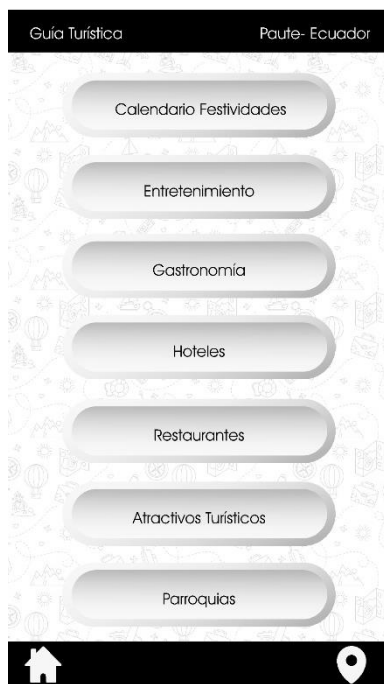 Guía Turística Paute- Ecuador
Calendario Festividades
Entretenimiento
Gastronomía
Hoteles
Restaurantes
Atractivos Turísticos
Parroquias